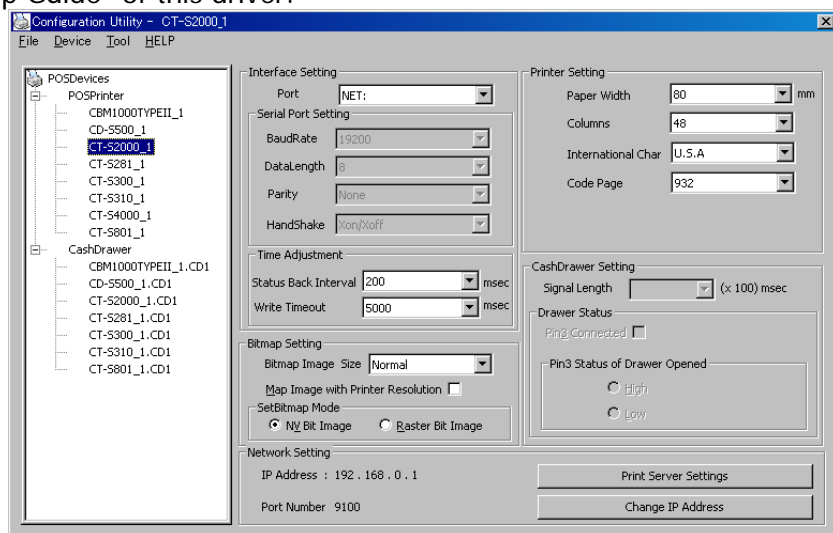 p Guide" of this driver.
Configuration Utility - CT-S2000_1
File Device Tool HELP
POSDevices
POSPrinter
CBM1000TYPEII_1
CD-S500_1
CT-S2000_1
CT-S281_1
CT-S300_1
CT-S310_1
CT-S4000_1
CT-S801_1
CashDrawer
CBM1000TYPEII_1.CD1
CD-S500_1.CD1
CT-S2000_1.CD1
CT-S281_1.CD1
CT-S300_1.CD1
CT-S310_1.CD1
CT-S801_1.CD1
Interface Setting
Port NET:
Serial Port Setting
BaudRate 19200
DataLength 8
Parity None
HandShake Xon/Xoff
Time Adjustment
Status Back Interval 200 msec
Write Timeout 5000 msec
Bitmap Setting
Bitmap Image Size Normal
Map Image with Printer Resolution
SetBitmap Mode
NV Bit Image Raster Bit Image
Printer Setting
Paper Width 80 mm
Columns 48
International Char U.S.A
Code Page 932
CashDrawer Setting
Signal Length (x 100) msec
Drawer Status
Pin3 Connected
Pin3 Status of Drawer Opened
High
Low
Network Setting
IP Address : 192 . 168 . 0 . 1 Print Server Settings
Port Number 9100 Change IP Address